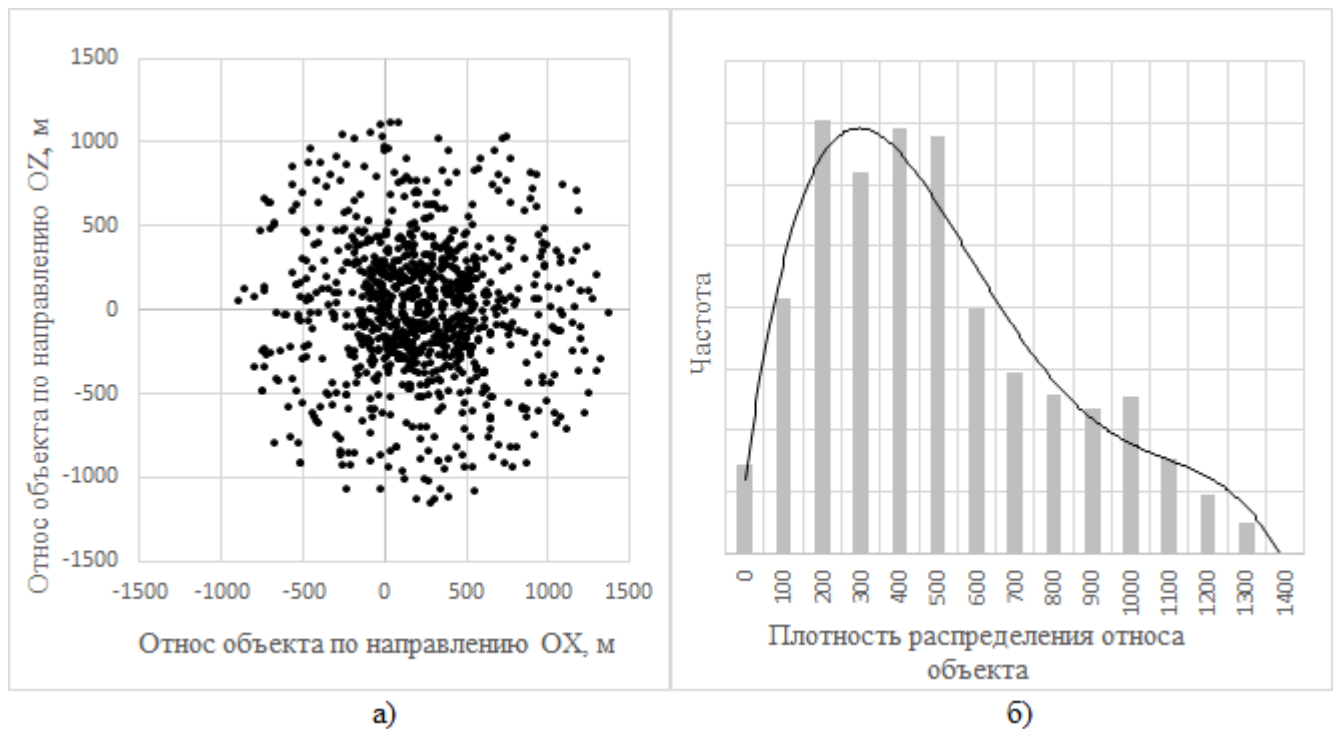 1500
1000
500
0
-500
-1000
-1500
-1500 -1000 -500 0 500 1000 1500
Относ объекта по направлению OZ, м
Относ объекта по направлению OX, м
а)
Частота
0 100 200 300 400 500 600 700 800 900 1000 1100 1200 1300 1400
Плотность распределения относа
объекта
б)